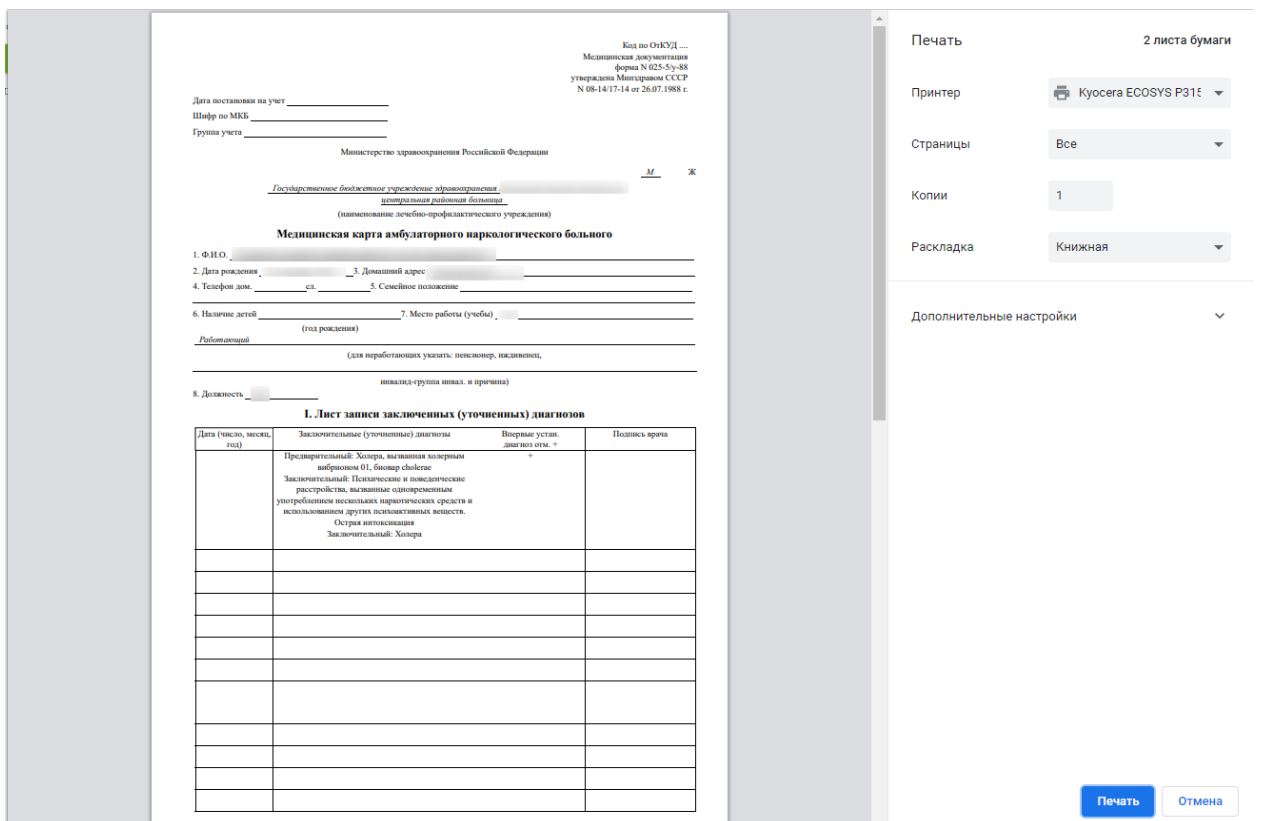 Код по ОтКУД ....
Медицинская документация
форма N 025-5/у-88
утверждена Минздравом СССР
N 08-14/17-14 от 26.07.1988 г.
Дата постановки на учет
Шифр по МКБ
Группа учета
Министерство здравоохранения Российской Федерации
М Ж
Государственное бюджетное учреждение здравоохранения
центральная районная больница
(наименование лечебно-профилактического учреждения)
Медицинская карта амбулаторного наркологического больного
1. Ф.И.О.
2. Дата рождения 3. Домашний адрес
4. Телефон дом. сл. 5. Семейное положение
6. Наличие детей 7. Место работы (учебы)
(год рождения)
Работающий
(для неработающих указать: пенсионер, иждивенец,
инвалид-группа инвал. и причина)
8. Должность
I. Лист записи заключенных (уточненных) диагнозов
Дата (число, месяц, год)
Заключительные (уточненные) диагнозы
Впервые устан. диагноз отм. +
Подпись врача
Предварительный: Холера, вызванная холерным
вибрионом 01, биовар cholerae
Заключительный: Психические и поведенческие
расстройства, вызванные одновременным
употреблением нескольких наркотических средств и
использованием других психоактивных веществ.
Острая интоксикация
Заключительный: Холера
+
Печать 2 листа бумаги
Принтер Kyocera ECOSYS P315
Страницы Все
Копии 1
Раскладка Книжная
Дополнительные настройки
Печать Отмена